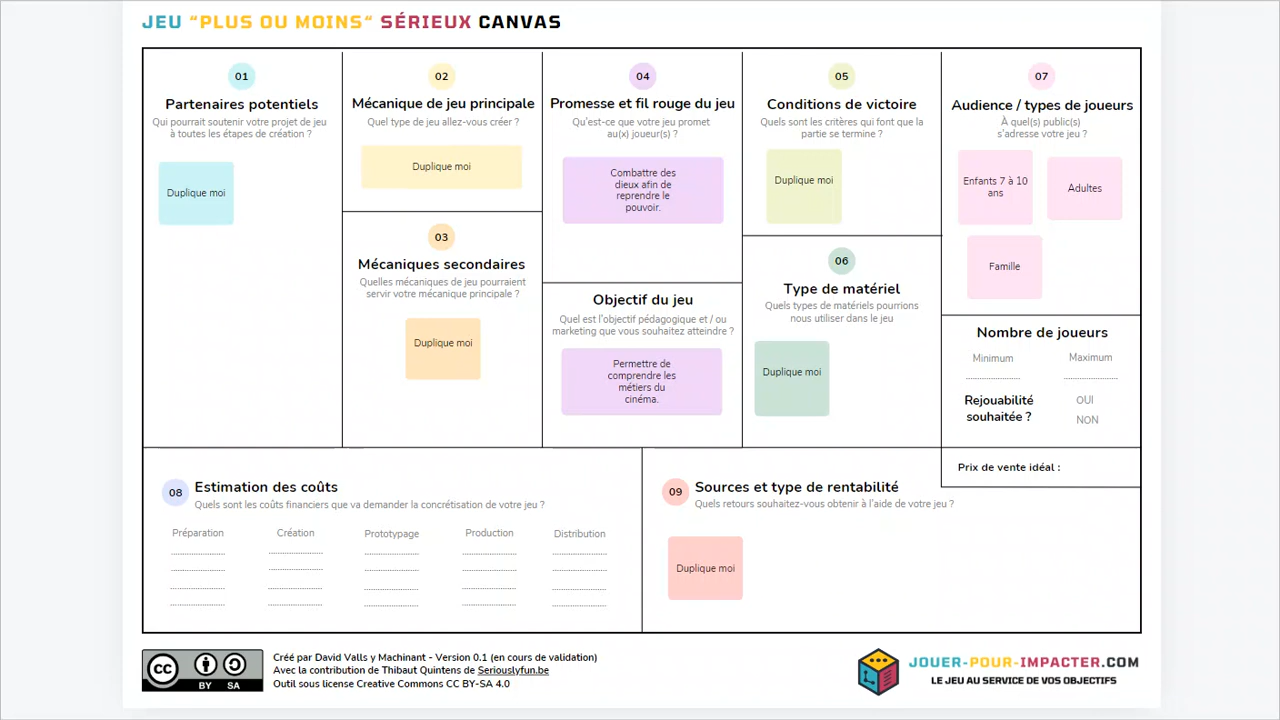 JEU “PLUS OU MOINS“ SÉRIEUX CANVAS
01
Partenaires potentiels
Qui pourrait soutenir votre projet de jeu
à toutes les étapes de création ?
Duplique moi
02
Mécanique de jeu principale
Quel type de jeu allez-vous créer ?
Duplique moi
03
Mécaniques secondaires
Quelles mécaniques de jeu pourraient
servir votre mécanique principale ?
Duplique moi
04
Promesse et fil rouge du jeu
Qu'est-ce que votre jeu promet
au(x) joueur(s) ?
Combattre des
dieux afin de
reprendre le
pouvoir.
Objectif du jeu
Quel est l'objectif pédagogique et / ou
marketing que vous souhaitez atteindre ?
Permettre de
comprendre les
métiers du
cinéma.
05
Conditions de victoire
Quels sont les critères qui font que la
partie se termine ?
Duplique moi
06
Type de matériel
Quels types de matériels pourrions
nous utiliser dans le jeu
Duplique moi
07
Audience / types de joueurs
À quel(s) public(s)
s'adresse votre jeu ?
Enfants 7 à 10
ans
Adultes
Famille
Nombre de joueurs
Minimum
Maximum
Rejouabilité
souhaitée ?
OUI
NON
Prix de vente idéal :
08
Estimation des coûts
Quels sont les coûts financiers que va demander la concrétisation de votre jeu ?
Préparation
Création
Prototypage
Production
Distribution
09
Sources et type de rentabilité
Quels retours souhaitez-vous obtenir à l'aide de votre jeu ?
Duplique moi
CC
BY SA
Créé par David Valls y Machinant - Version 0.1 (en cours de validation)
Avec la contribution de Thibaut Quintens de Seriouslyfun.be
Outil sous license Creative Commons CC BY-SA 4.0
JOUER-POUR-IMPACTER.COM
LE JEU AU SERVICE DE VOS OBJECTIFS